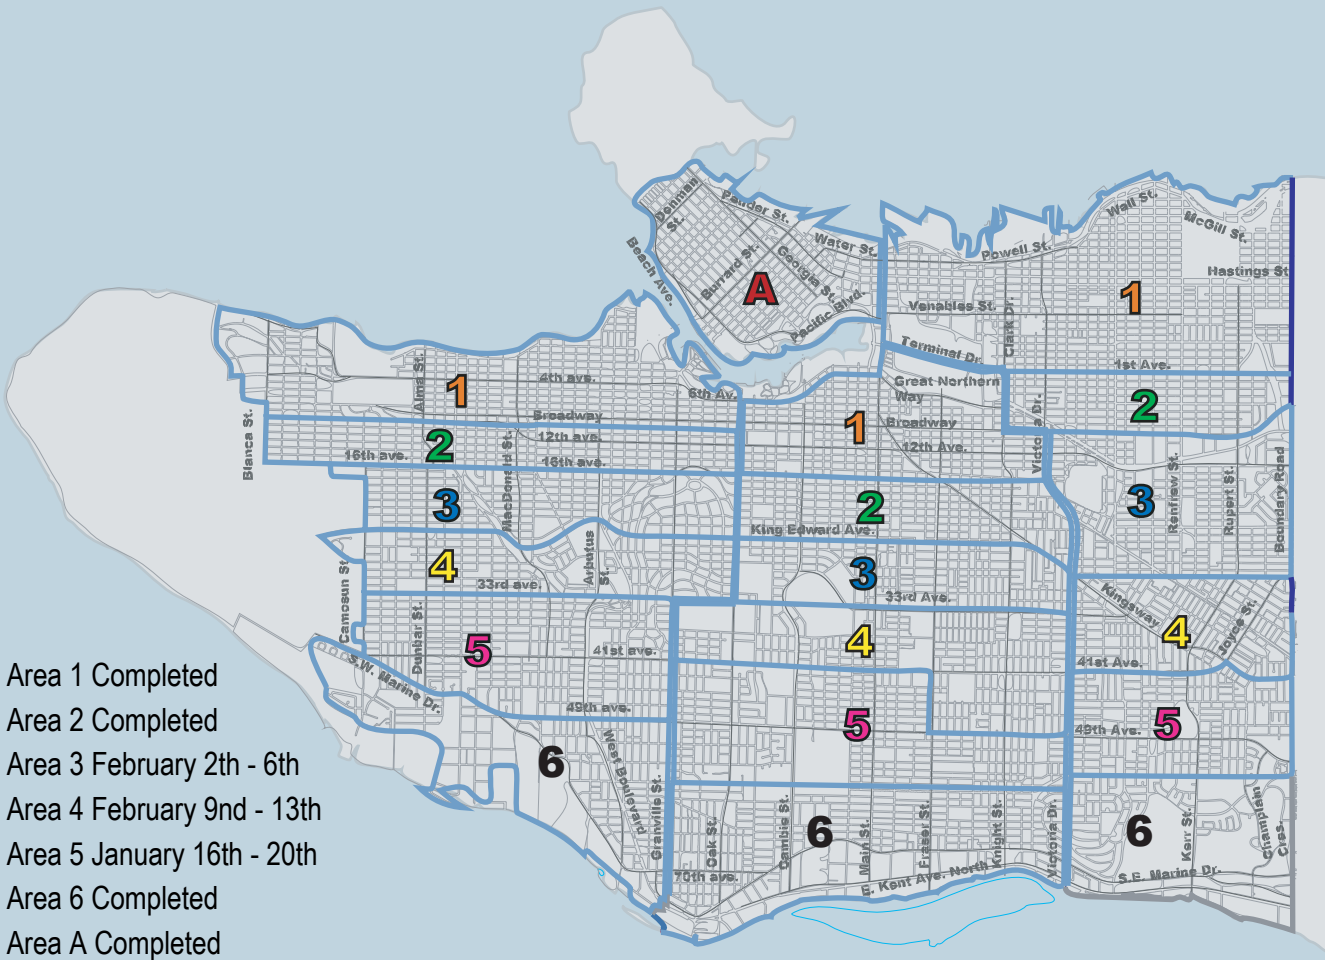 Denman
St.
Pender St.
Water St.
Beach Ave.
Burrard St.
Georgia St.
A
Pacific Blvd.
Powell St.
Wall St.
McGill St.
Hastings St
1
Venables St.
Clark Dr.
Terminal Dr.
1st Ave.
Great Northern
Way
2
Alma St.
1
4th ave.
6th Av.
Broadway
12th ave.
2
16th ave.
16th ave.
Blanca St.
MacDonald St.
1
Broadway
12th Ave.
Victoria Dr.
3
Renfrew St.
Rupert St.
Boundary Road
3
2
King Edward Ave.
4
33rd ave.
Arbutus
St.
3
33rd Ave.
Camosun St.
Dunbar St.
5
41st ave.
4
Kingsway
4
Joyce St.
41st Ave.
S.W. Marine Dr.
49th ave.
5
49th Ave.
5
6
West Boulevard
Granville St.
Oak St.
Cambie St.
6
Main St.
Fraser St.
Knight St.
Victoria Dr.
6
Kerr St.
Champlain
Cres.
70th ave.
E. Kent Ave. North
S.E. Marine Dr.
Area 1 Completed
Area 2 Completed
Area 3 February 2th - 6th
Area 4 February 9nd - 13th
Area 5 January 16th - 20th
Area 6 Completed
Area A Completed